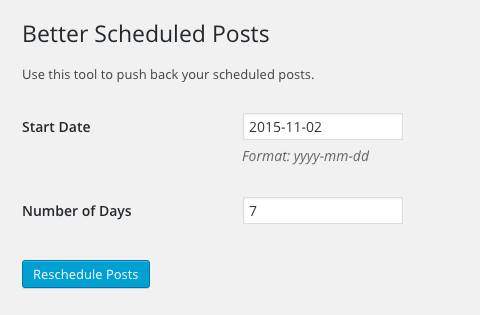 Better Scheduled Posts
Use this tool to push back your scheduled posts.
Start Date 2015-11-02
Format: yyyy-mm-dd
Number of Days 7
Reschedule Posts